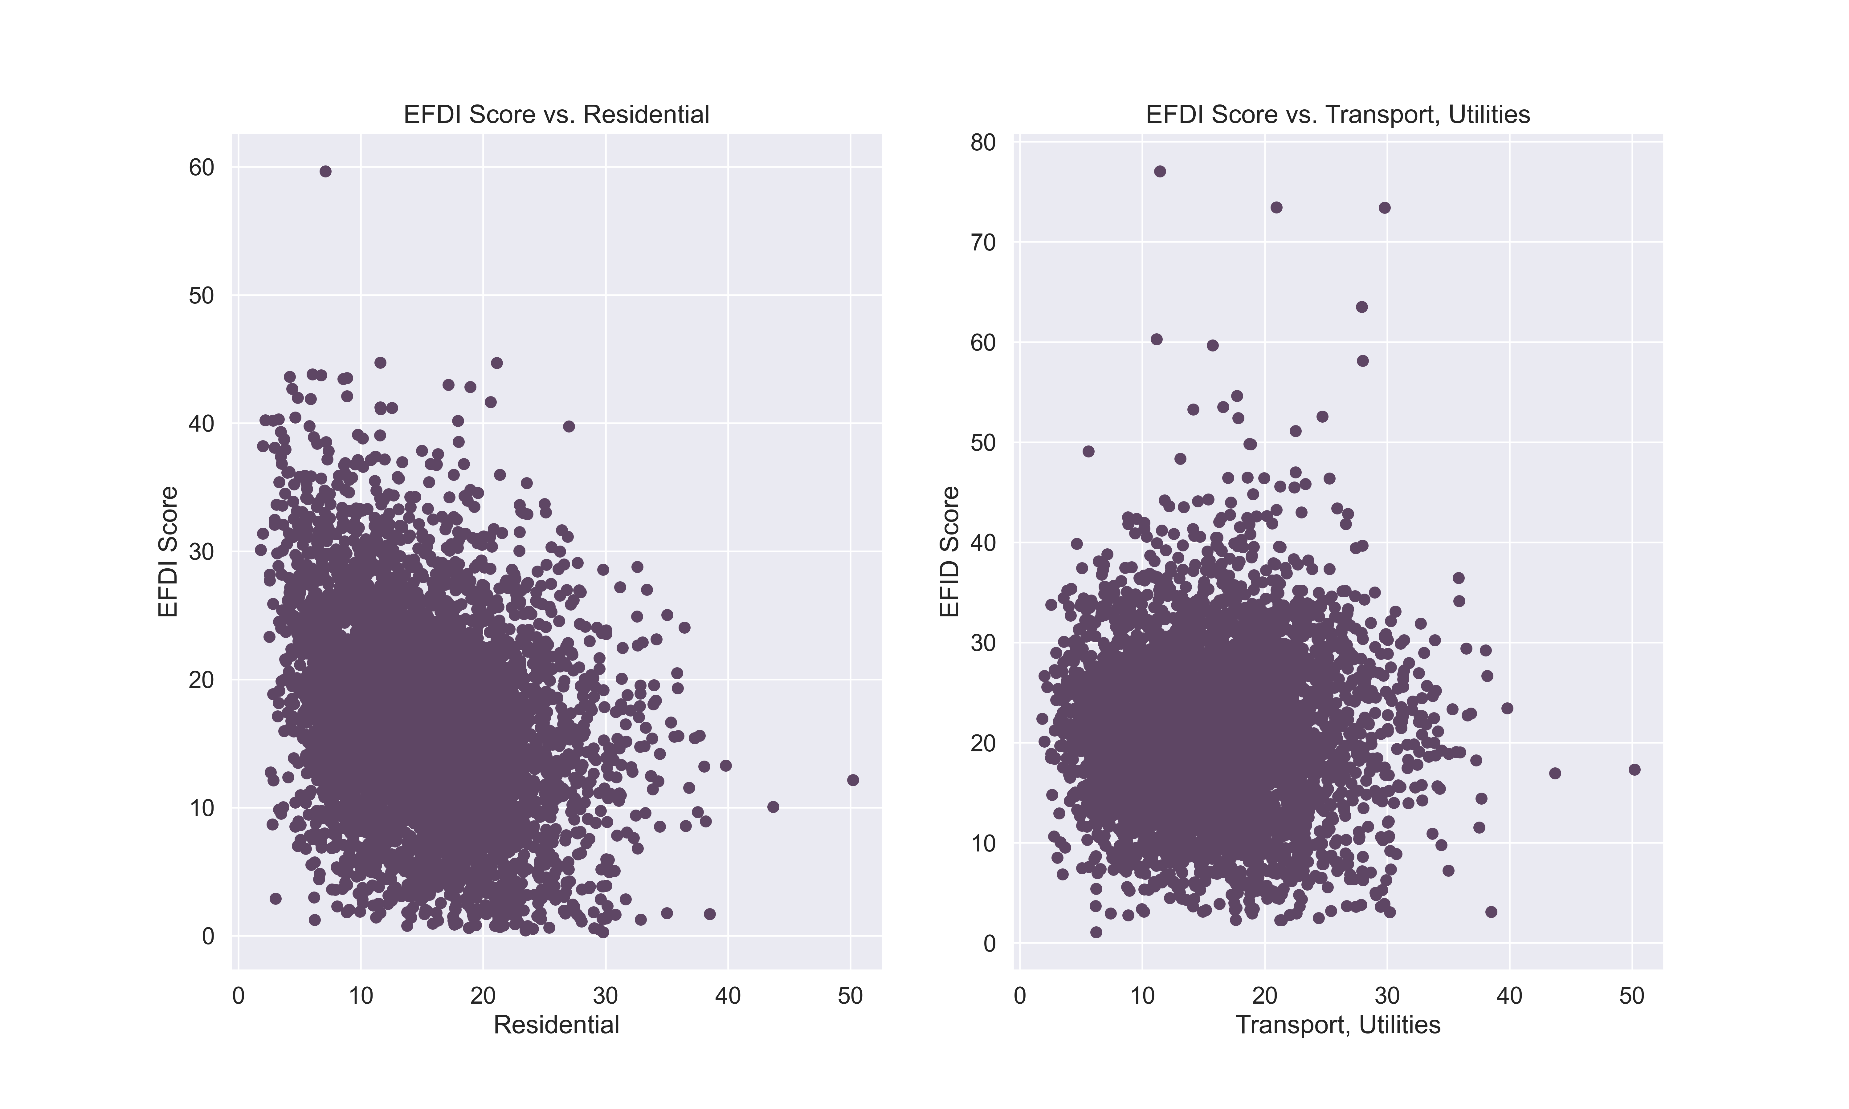 EFDI Score vs. Residential
60
50
40
30
20
10
0
EFDI Score
0 10 20 30 40 50
Residential
EFDI Score vs. Transport, Utilities
80
70
60
50
40
30
20
10
0
EFID Score
0 10 20 30 40 50
Transport, Utilities